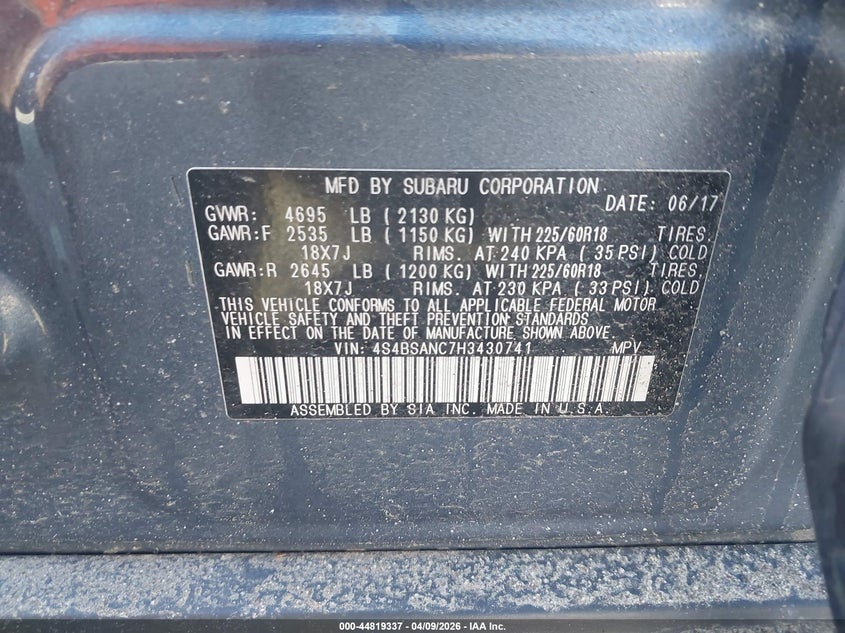 MFD BY SUBARU CORPORATION
DATE: 06/17
GVWR: 4695 LB ( 2130 KG)
GAWR:F 2535 LB ( 1150 KG) WITH 225/60R18 TIRES,
18X7J RIMS, AT 240 KPA ( 35 PSI) COLD
GAWR:R 2645 LB ( 1200 KG) WITH 225/60R18 TIRES,
18X7J RIMS, AT 230 KPA ( 33 PSI) COLD
THIS VEHICLE CONFORMS TO ALL APPLICABLE FEDERAL MOTOR
VEHICLE SAFETY AND THEFT PREVENTION STANDARDS
IN EFFECT ON THE DATE OF MANUFACTURE SHOWN ABOVE.
VIN: 4S4BSANC7H3430741 MPV
ASSEMBLED BY SIA INC. MADE IN U.S.A.
000-44819337 - 04/09/2026 - IAA Inc.